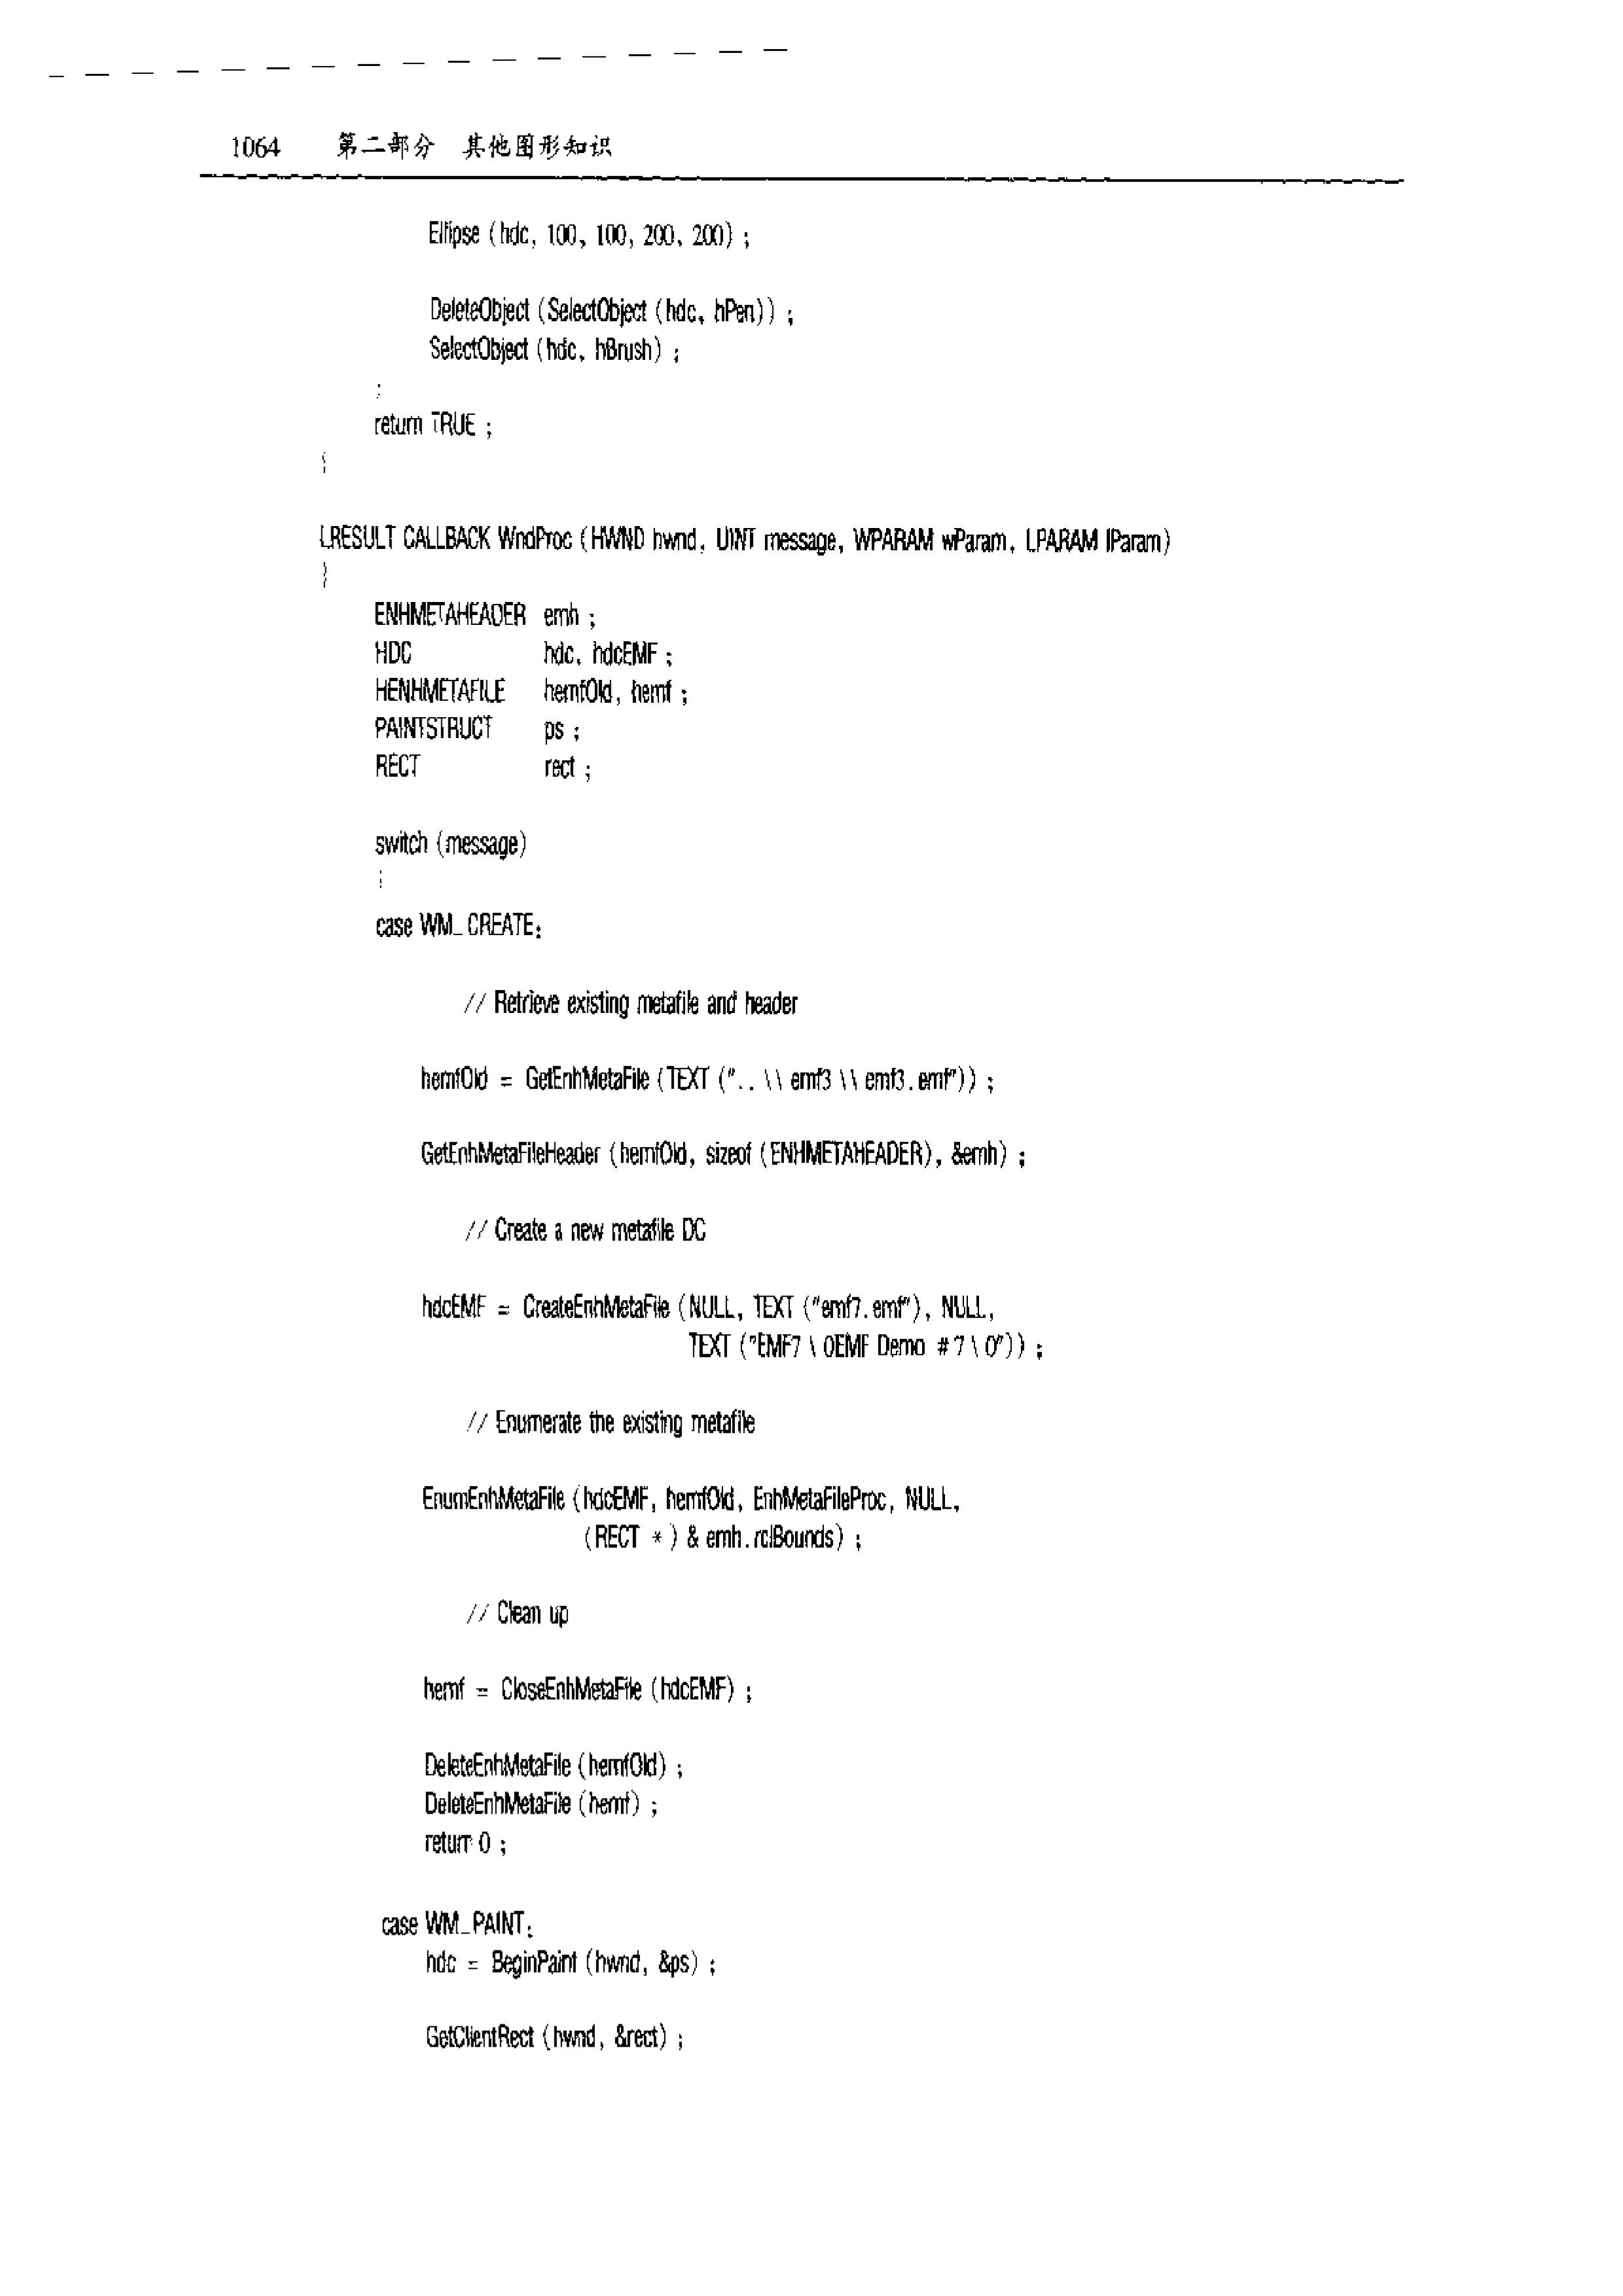 1064 第二部分 其他图形知识
Ellipse (hdc, 100, 100, 200, 200) ;
DeleteObject (SelectObject (hdc, hPen)) ;
SelectObject (hdc, hBrush) ;
}
return TRUE ;
}
LRESULT CALLBACK WndProc (HWND hwnd, UINT message, WPARAM wParam, LPARAM lParam)
{
ENHMETAHEADER emh ;
HDC hdc, hdcEMF ;
HENHMETAFILE hemfOld, hemf ;
PAINTSTRUCT ps ;
RECT rect ;
switch (message)
{
case WM_CREATE:
// Retrieve existing metafile and header
hemfOld = GetEnhMetaFile (TEXT ("..\\emf3\\emf3.emf")) ;
GetEnhMetaFileHeader (hemfOld, sizeof (ENHMETAHEADER), &emh) ;
// Create a new metafile DC
hdcEMF = CreateEnhMetaFile (NULL, TEXT ("emf7.emf"), NULL,
TEXT ("EMF7\0EMF Demo #7\0")) ;
// Enumerate the existing metafile
EnumEnhMetaFile (hdcEMF, hemfOld, EnhMetaFileProc, NULL,
(RECT *) & emh.rclBounds) ;
// Clean up
hemf = CloseEnhMetaFile (hdcEMF) ;
DeleteEnhMetaFile (hemfOld) ;
DeleteEnhMetaFile (hemf) ;
return 0 ;
case WM_PAINT:
hdc = BeginPaint (hwnd, &ps) ;
GetClientRect (hwnd, &rect) ;